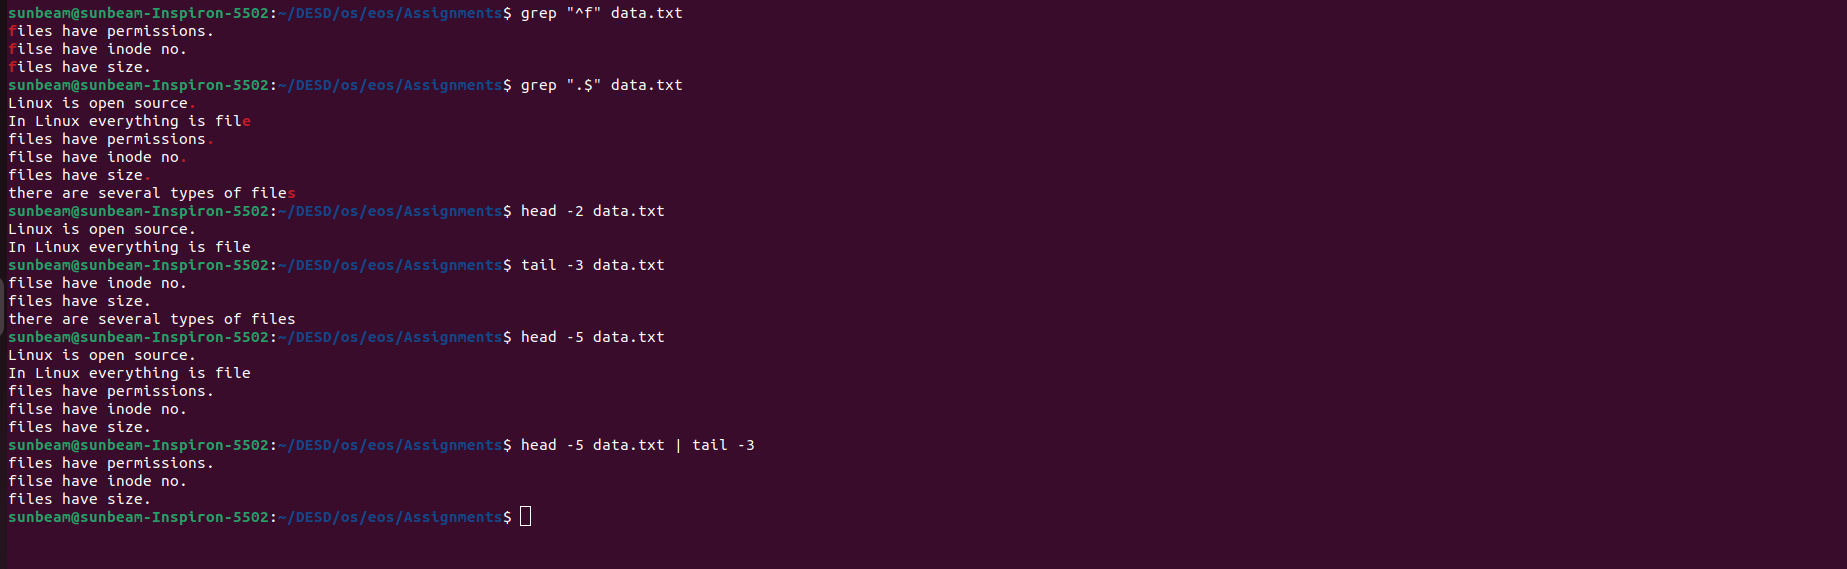 sunbeam@sunbeam-Inspiron-5502:~/DESD/os/eos/Assignments$ grep "^f" data.txt
files have permissions.
filse have inode no.
files have size.
sunbeam@sunbeam-Inspiron-5502:~/DESD/os/eos/Assignments$ grep ".$" data.txt
Linux is open source.
In Linux everything is file
files have permissions.
filse have inode no.
files have size.
there are several types of files
sunbeam@sunbeam-Inspiron-5502:~/DESD/os/eos/Assignments$ head -2 data.txt
Linux is open source.
In Linux everything is file
sunbeam@sunbeam-Inspiron-5502:~/DESD/os/eos/Assignments$ tail -3 data.txt
filse have inode no.
files have size.
there are several types of files
sunbeam@sunbeam-Inspiron-5502:~/DESD/os/eos/Assignments$ head -5 data.txt
Linux is open source.
In Linux everything is file
files have permissions.
filse have inode no.
files have size.
sunbeam@sunbeam-Inspiron-5502:~/DESD/os/eos/Assignments$ head -5 data.txt | tail -3
files have permissions.
filse have inode no.
files have size.
sunbeam@sunbeam-Inspiron-5502:~/DESD/os/eos/Assignments$